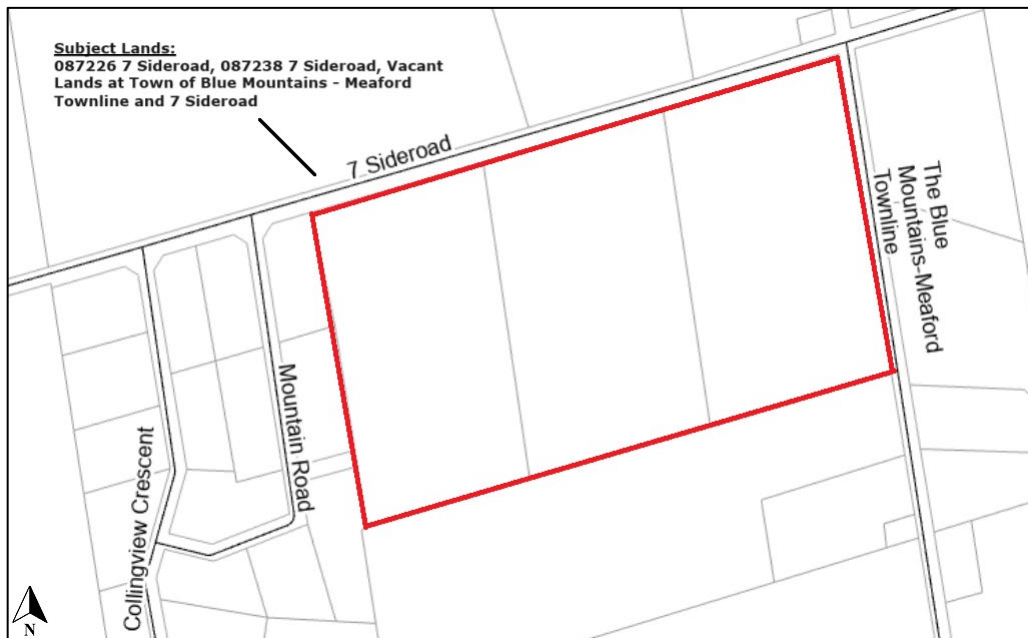 Subject Lands:
087226 7 Sideroad, 087238 7 Sideroad, Vacant
Lands at Town of Blue Mountains - Meaford
Townline and 7 Sideroad
7 Sideroad
The Blue
Mountains-Meaford
Townline
Mountain Road
Collingview Crescent
N